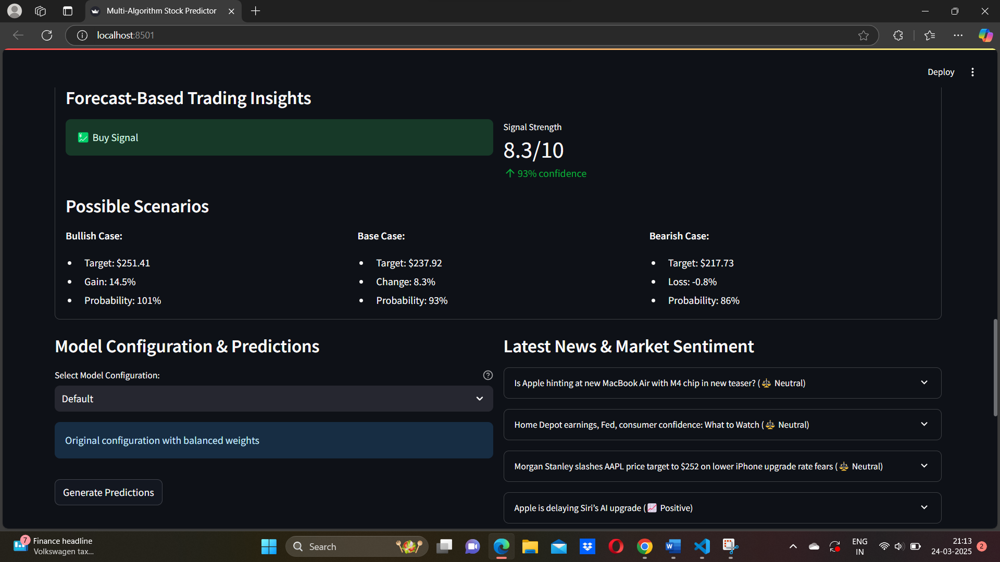 Multi-Algorithm Stock Predictor
localhost:8501
Deploy
Forecast-Based Trading Insights
Buy Signal
Signal Strength
8.3/10
93% confidence
Possible Scenarios
Bullish Case:
Target: $251.41
Gain: 14.5%
Probability: 101%
Base Case:
Target: $237.92
Change: 8.3%
Probability: 93%
Bearish Case:
Target: $217.73
Loss: -0.8%
Probability: 86%
Model Configuration & Predictions
Select Model Configuration:
Default
Original configuration with balanced weights
Generate Predictions
Latest News & Market Sentiment
Is Apple hinting at new MacBook Air with M4 chip in new teaser? (⚖️ Neutral)
Home Depot earnings, Fed, consumer confidence: What to Watch (⚖️ Neutral)
Morgan Stanley slashes AAPL price target to $252 on lower iPhone upgrade rate fears (⚖️ Neutral)
Apple is delaying Siri’s AI upgrade (📈 Positive)
7
Finance headline
Volkswagen tax...
Search
W
ENG
IN
21:13
24-03-2025
2